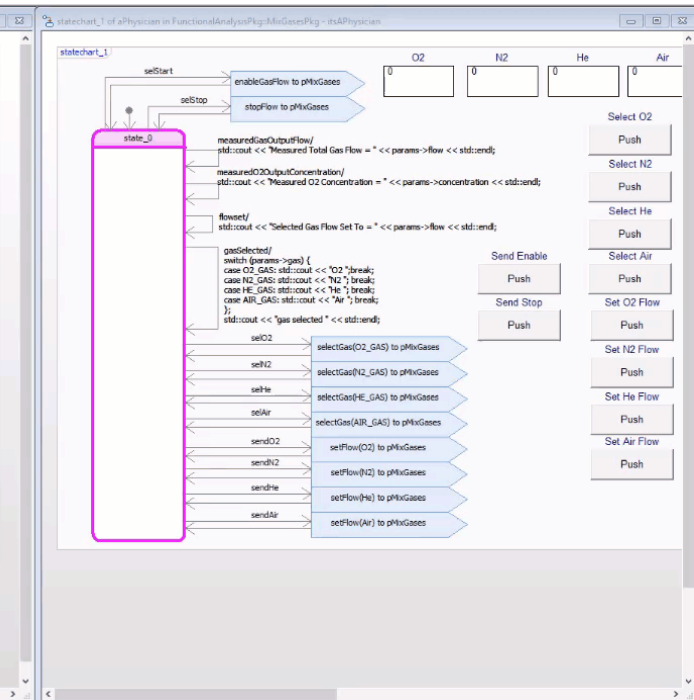 statechart_1 of aPhysician in FunctionalAnalysisPkg::MixGasesPkg - itsAPhysician
statechart_1
O2
N2
He
Air
0
0
0
0
selStart
enableGasFlow to pMixGases
selStop
stopFlow to pMixGases
state_0
measuredGasOutputFlow/
std::cout << "Measured Total Gas Flow = " << params->flow << std::endl;
measuredO2OutputConcentration/
std::cout << "Measured O2 Concentration = " << params->concentration << std::endl;
flowset/
std::cout << "Selected Gas Flow Set To = " << params->flow << std::endl;
gasSelected/
switch (params->gas) {
case O2_GAS: std::cout << "O2 ";break;
case N2_GAS: std::cout << "N2 "; break;
case HE_GAS: std::cout << "He "; break;
case AIR_GAS: std::cout << "Air "; break;
};
std::cout << "gas selected " << std::endl;
selO2
selectGas(O2_GAS) to pMixGases
selN2
selectGas(N2_GAS) to pMixGases
selHe
selectGas(HE_GAS) to pMixGases
selAir
selectGas(AIR_GAS) to pMixGases
sendO2
setFlow(O2) to pMixGases
sendN2
setFlow(N2) to pMixGases
sendHe
setFlow(He) to pMixGases
sendAir
setFlow(Air) to pMixGases
Send Enable
Push
Send Stop
Push
Select O2
Push
Select N2
Push
Select He
Push
Select Air
Push
Set O2 Flow
Push
Set N2 Flow
Push
Set He Flow
Push
Set Air Flow
Push